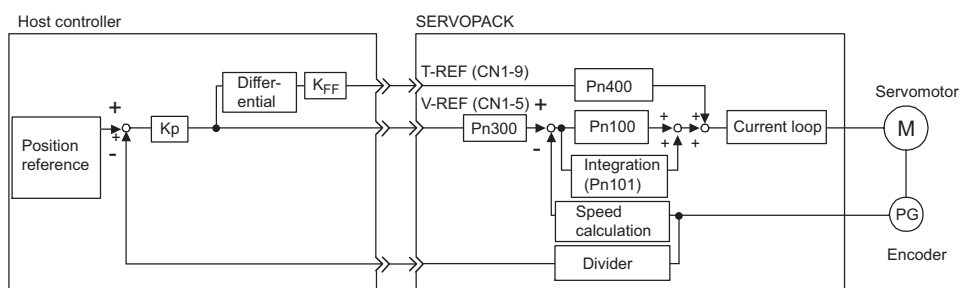 Host controller
SERVOPACK
T-REF (CN1-9)
Differ-
ential
KFF
Pn400
Servomotor
V-REF (CN1-5)
+
+
Position
reference
+
-
Kp
Pn300
-
Pn100
+
+
+
+
Current loop
M
Integration
(Pn101)
Speed
calculation
PG
Divider
Encoder